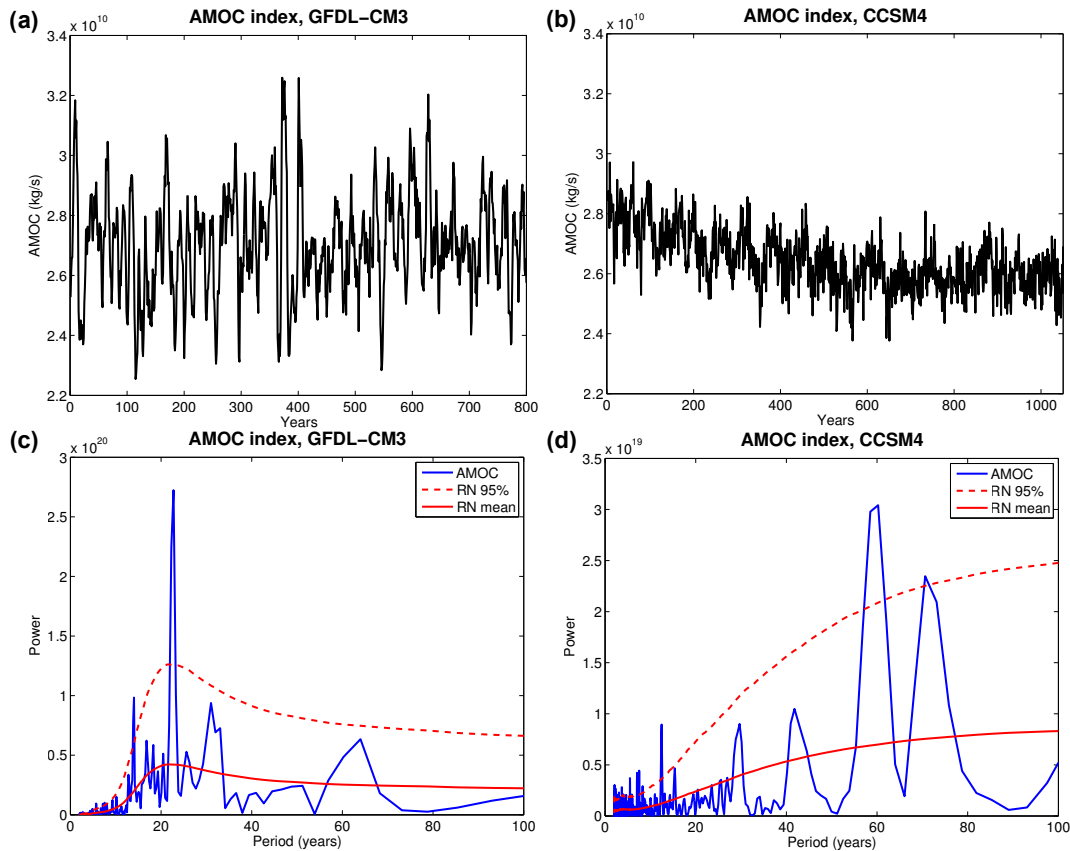 (a)
AMOC index, GFDL−CM3
x 10^10
3.4
3.2
3
2.8
2.6
2.4
2.2
AMOC (kg/s)
0 100 200 300 400 500 600 700 800
Years
(b)
AMOC index, CCSM4
x 10^10
3.4
3.2
3
2.8
2.6
2.4
2.2
AMOC (kg/s)
0 200 400 600 800 1000
Years
(c)
AMOC index, GFDL−CM3
x 10^20
3
2.5
2
1.5
1
0.5
0
Power
AMOC
RN 95%
RN mean
0 20 40 60 80 100
Period (years)
(d)
AMOC index, CCSM4
x 10^19
3.5
3
2.5
2
1.5
1
0.5
0
Power
AMOC
RN 95%
RN mean
0 20 40 60 80 100
Period (years)